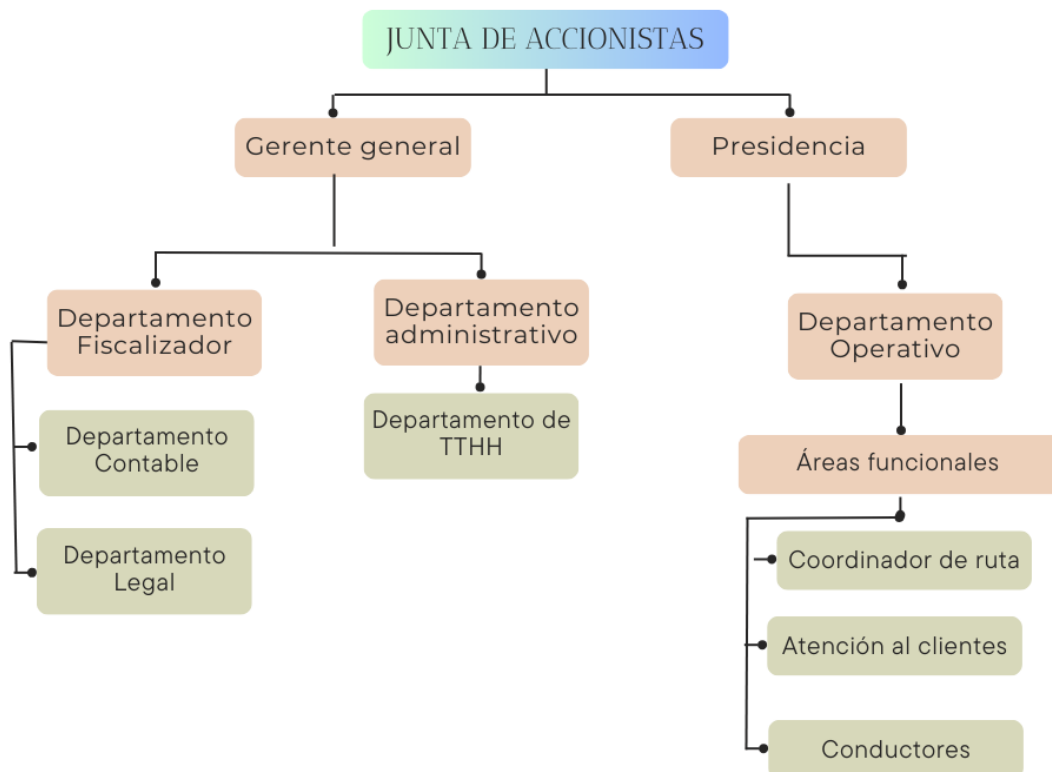 JUNTA DE ACCIONISTAS
Gerente general
Presidencia
Departamento
Fiscalizador
Departamento
administrativo
Departamento
Operativo
Departamento
Contable
Departamento de
TTHH
Áreas funcionales
Departamento
Legal
Coordinador de ruta
Atención al clientes
Conductores